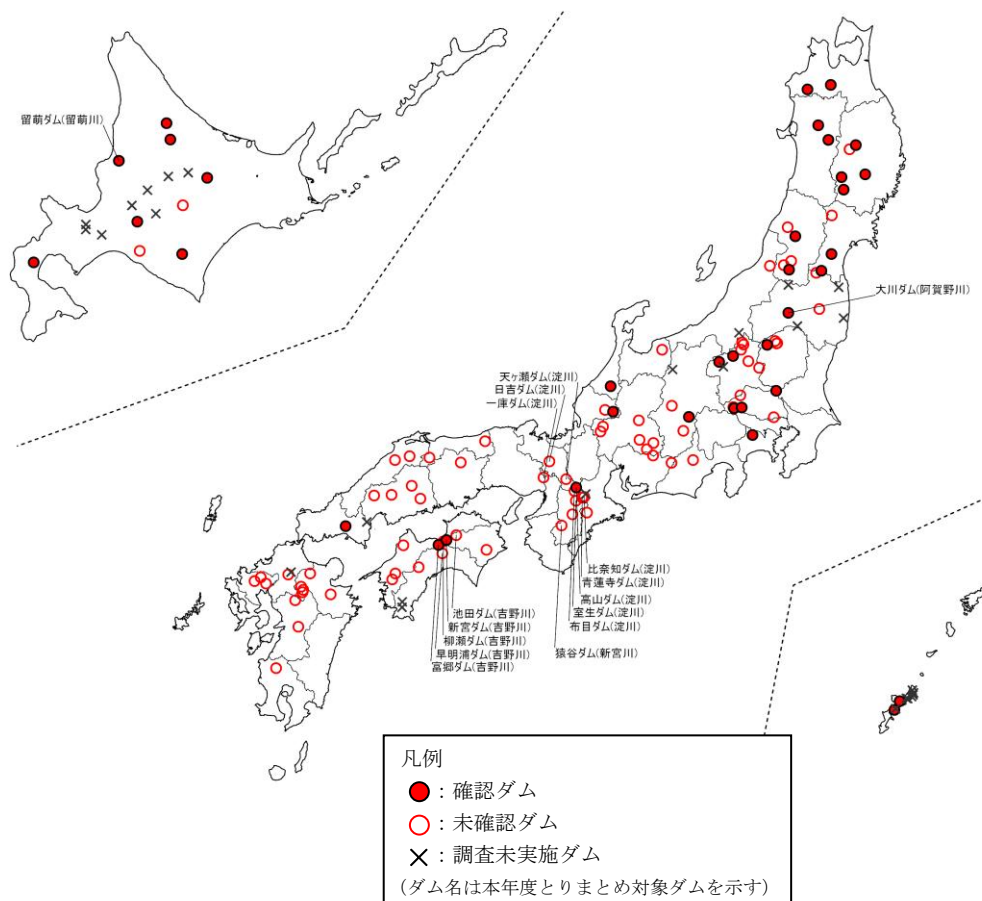 留萌ダム(留萌川)
大川ダム(阿賀野川)
天ヶ瀬ダム(淀川)
日吉ダム(淀川)
一庫ダム(淀川)
比奈知ダム(淀川)
青蓮寺ダム(淀川)
高山ダム(淀川)
室生ダム(淀川)
布目ダム(淀川)
猿谷ダム(新宮川)
池田ダム(吉野川)
新宮ダム(吉野川)
柳瀬ダム(吉野川)
早明浦ダム(吉野川)
富郷ダム(吉野川)
凡例
：確認ダム
：未確認ダム
：調査未実施ダム
(ダム名は本年度とりまとめ対象ダムを示す)